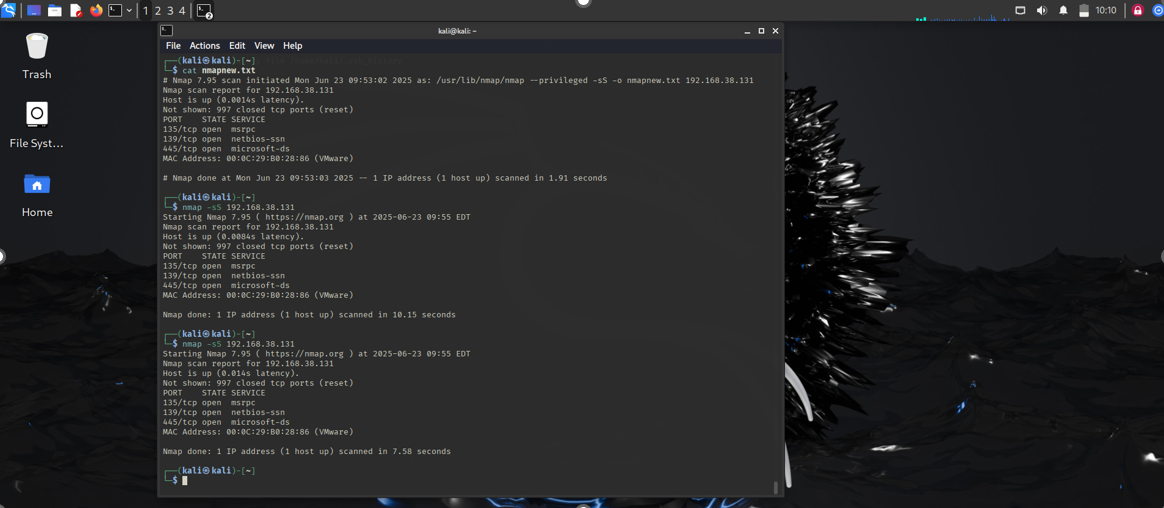 1 2 3 4
2
10:10
Trash
File Syst...
Home
kali@kali: ~
File Actions Edit View Help
┌──(kali㉿kali)-[~]
└─$ cat nmapnew.txt
# Nmap 7.95 scan initiated Mon Jun 23 09:53:02 2025 as: /usr/lib/nmap/nmap --privileged -sS -o nmapnew.txt 192.168.38.131
Nmap scan report for 192.168.38.131
Host is up (0.0014s latency).
Not shown: 997 closed tcp ports (reset)
PORT    STATE SERVICE
135/tcp open  msrpc
139/tcp open  netbios-ssn
445/tcp open  microsoft-ds
MAC Address: 00:0C:29:B0:28:86 (VMware)
# Nmap done at Mon Jun 23 09:53:03 2025 -- 1 IP address (1 host up) scanned in 1.91 seconds
┌──(kali㉿kali)-[~]
└─$ nmap -sS 192.168.38.131
Starting Nmap 7.95 ( https://nmap.org ) at 2025-06-23 09:55 EDT
Nmap scan report for 192.168.38.131
Host is up (0.0084s latency).
Not shown: 997 closed tcp ports (reset)
PORT    STATE SERVICE
135/tcp open  msrpc
139/tcp open  netbios-ssn
445/tcp open  microsoft-ds
MAC Address: 00:0C:29:B0:28:86 (VMware)
Nmap done: 1 IP address (1 host up) scanned in 10.15 seconds
┌──(kali㉿kali)-[~]
└─$ nmap -sS 192.168.38.131
Starting Nmap 7.95 ( https://nmap.org ) at 2025-06-23 09:55 EDT
Nmap scan report for 192.168.38.131
Host is up (0.014s latency).
Not shown: 997 closed tcp ports (reset)
PORT    STATE SERVICE
135/tcp open  msrpc
139/tcp open  netbios-ssn
445/tcp open  microsoft-ds
MAC Address: 00:0C:29:B0:28:86 (VMware)
Nmap done: 1 IP address (1 host up) scanned in 7.58 seconds
┌──(kali㉿kali)-[~]
└─$